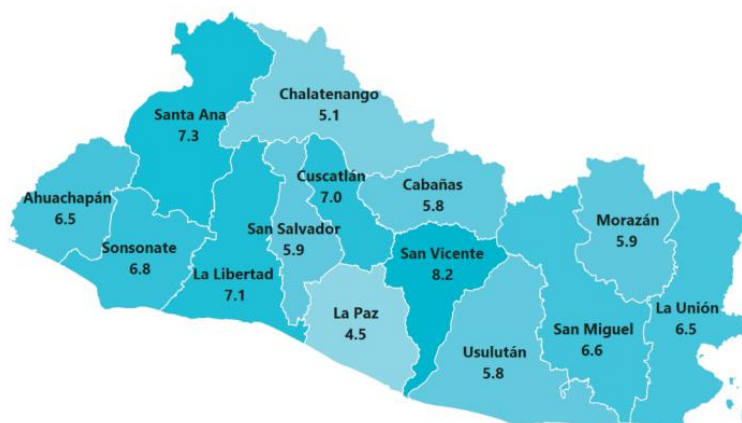 Chalatenango
5.1
Santa Ana
7.3
Cuscatlán
7.0
Cabañas
5.8
Ahuachapán
6.5
Morazán
5.9
San Salvador
5.9
Sonsonate
6.8
San Vicente
8.2
La Libertad
7.1
La Unión
6.5
La Paz
4.5
San Miguel
6.6
Usulután
5.8